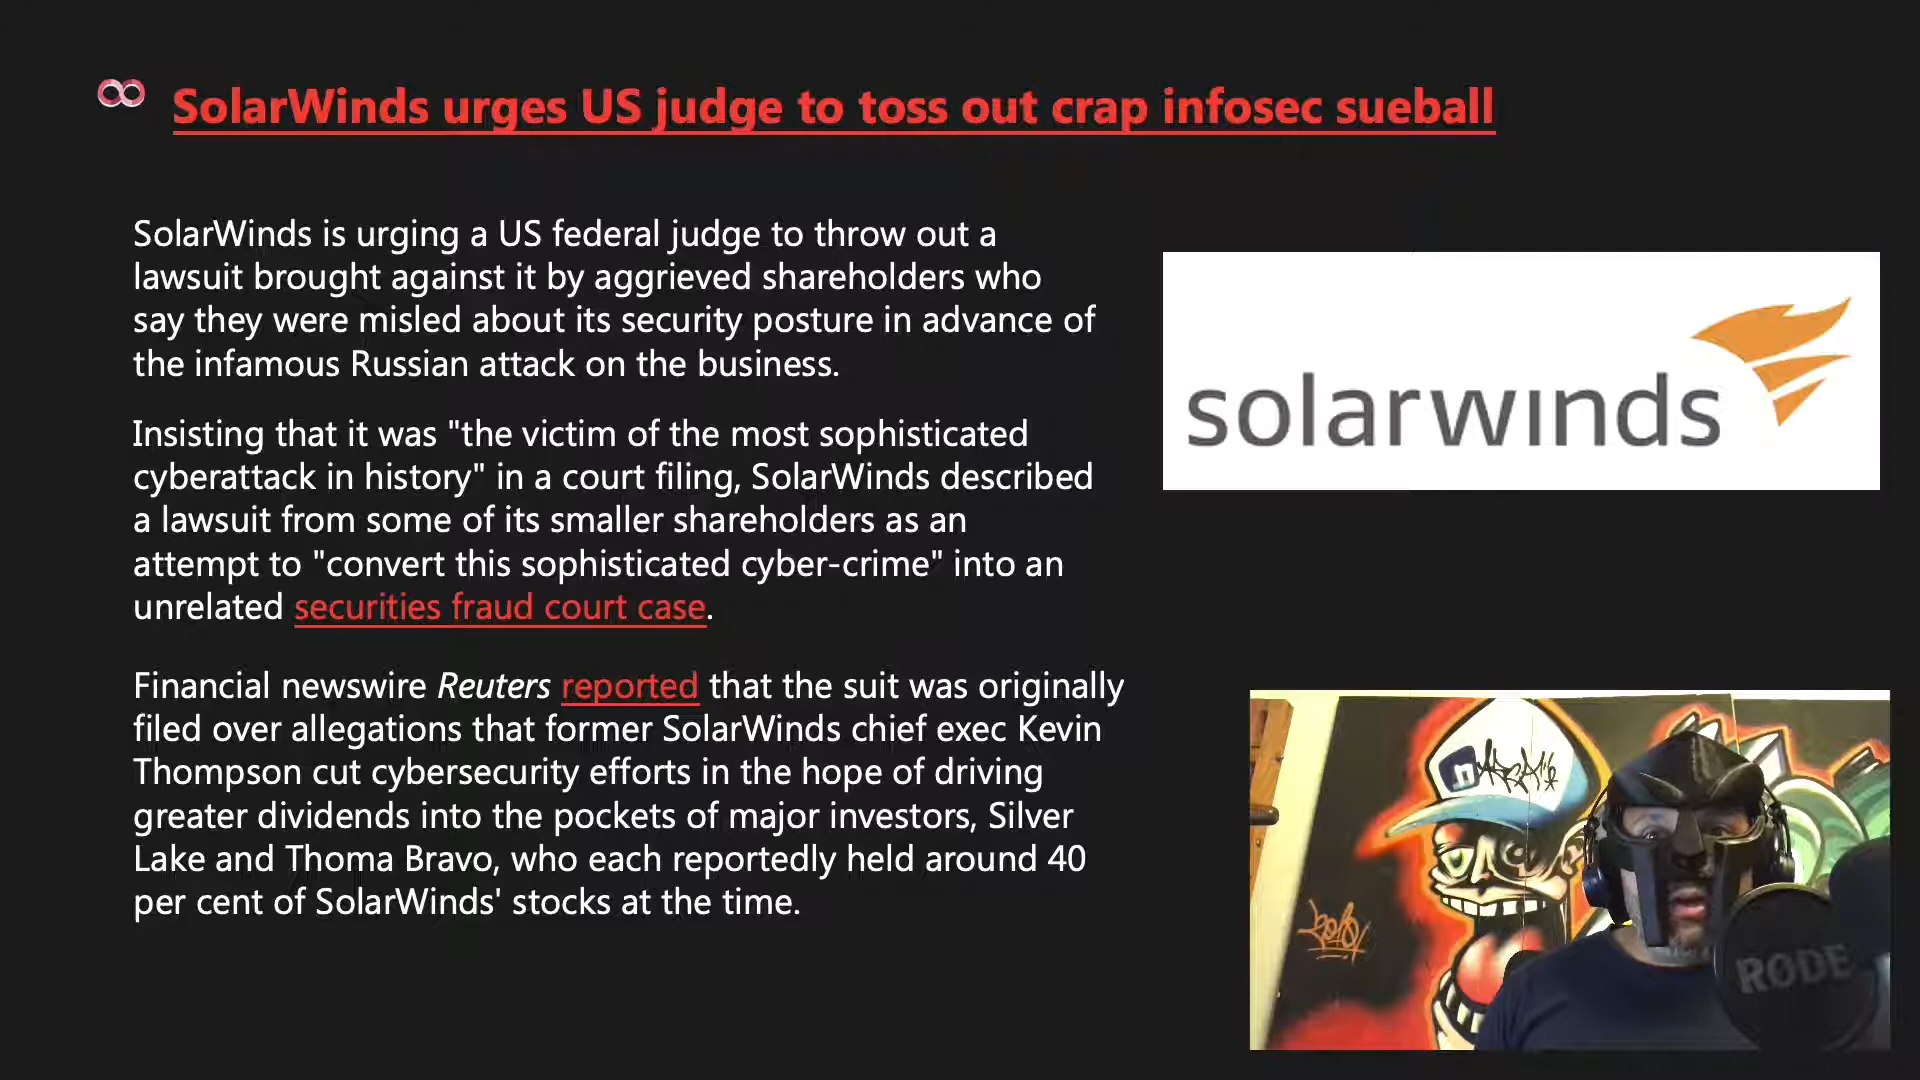 SolarWinds urges US judge to toss out crap infosec sueball
SolarWinds is urging a US federal judge to throw out a
lawsuit brought against it by aggrieved shareholders who
say they were misled about its security posture in advance of
the infamous Russian attack on the business.
Insisting that it was "the victim of the most sophisticated
cyberattack in history" in a court filing, SolarWinds described
a lawsuit from some of its smaller shareholders as an
attempt to "convert this sophisticated cyber-crime" into an
unrelated securities fraud court case.
Financial newswire Reuters reported that the suit was originally
filed over allegations that former SolarWinds chief exec Kevin
Thompson cut cybersecurity efforts in the hope of driving
greater dividends into the pockets of major investors, Silver
Lake and Thoma Bravo, who each reportedly held around 40
per cent of SolarWinds' stocks at the time.
solarwinds
RODE